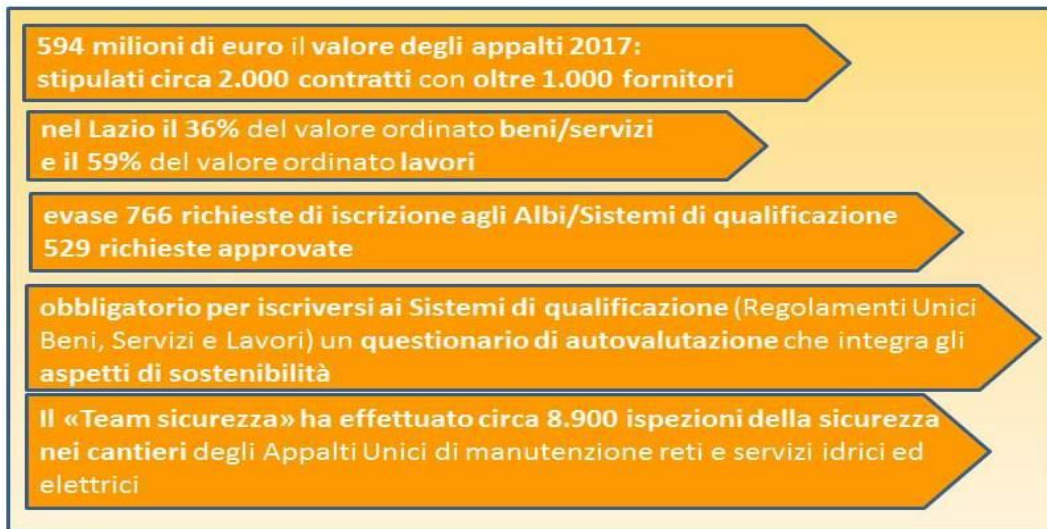 594 milioni di euro il valore degli appalti 2017:
stipulati circa 2.000 contratti con oltre 1.000 fornitori
nel Lazio il 36% del valore ordinato beni/servizi
e il 59% del valore ordinato lavori
evase 766 richieste di iscrizione agli Albi/Sistemi di qualificazione
529 richieste approvate
obbligatorio per iscriversi ai Sistemi di qualificazione (Regolamenti Unici
Beni, Servizi e Lavori) un questionario di autovalutazione che integra gli
aspetti di sostenibilità
Il «Team sicurezza» ha effettuato circa 8.900 ispezioni della sicurezza
nei cantieri degli Appalti Unici di manutenzione reti e servizi idrici ed
elettrici